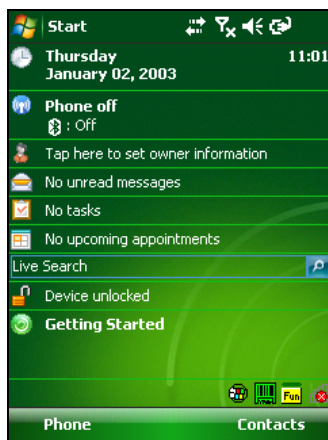 Start
Thursday 11:01
January 02, 2003
Phone off
: Off
Tap here to set owner information
No unread messages
No tasks
No upcoming appointments
Live Search
Device unlocked
Getting Started
Fun
Phone Contacts